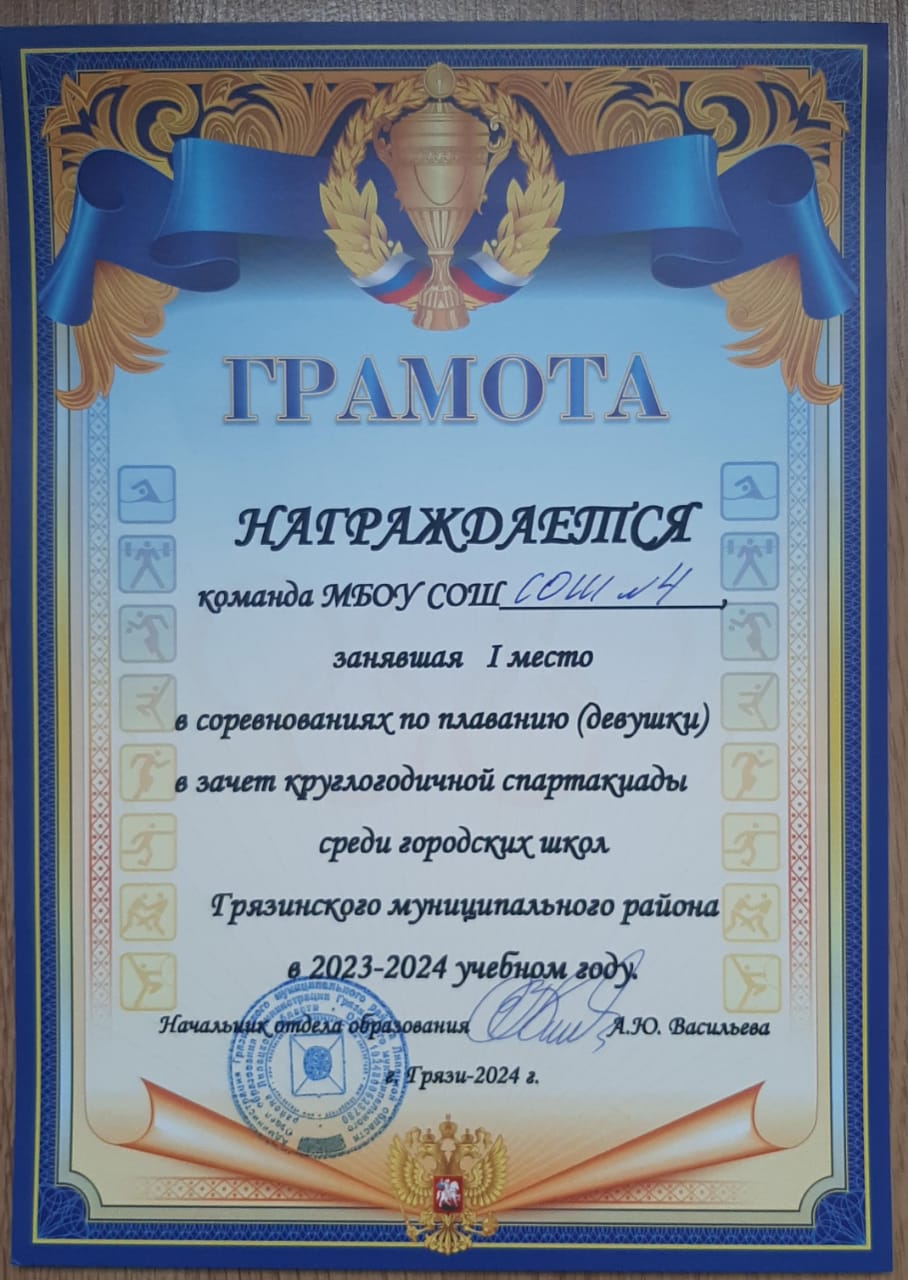 ГРАМОТА
НАГРАЖДАЕТСЯ
команда МБОУ СОШ СОШ №4,
занявшая I место
в соревнованиях по плаванию (девушки)
в зачет круглогодичной спартакиады
среди городских школ
Грязинского муниципального района
в 2023-2024 учебном году.
Начальник отдела образования А.Ю. Васильева
г. Грязи-2024 г.